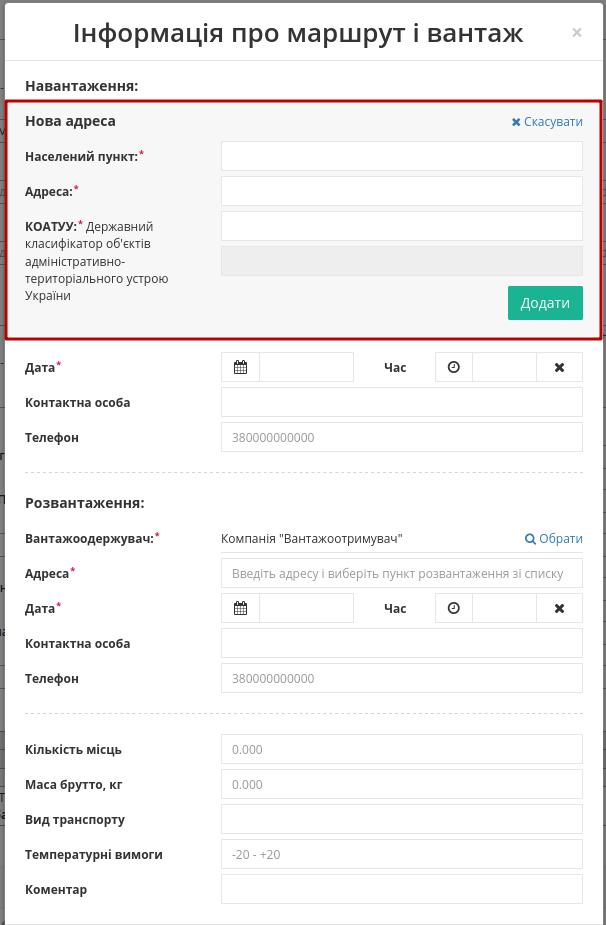 Інформація про маршрут і вантаж ×
Навантаження:
Нова адреса ✖ Скасувати
Населений пункт:*
Адреса:*
КОАТУУ:* Державний
класифікатор об'єктів
адміністративно-
територіального устрою
України
Додати
Дата* Час ✖
Контактна особа
Телефон 380000000000
Розвантаження:
Вантажоодержувач:* Компанія "Вантажоотримувач" Обрати
Адреса* Введіть адресу і виберіть пункт розвантаження зі списку
Дата* Час ✖
Контактна особа
Телефон 380000000000
Кількість місць 0.000
Маса брутто, кг 0.000
Вид транспорту
Температурні вимоги -20 - +20
Коментар